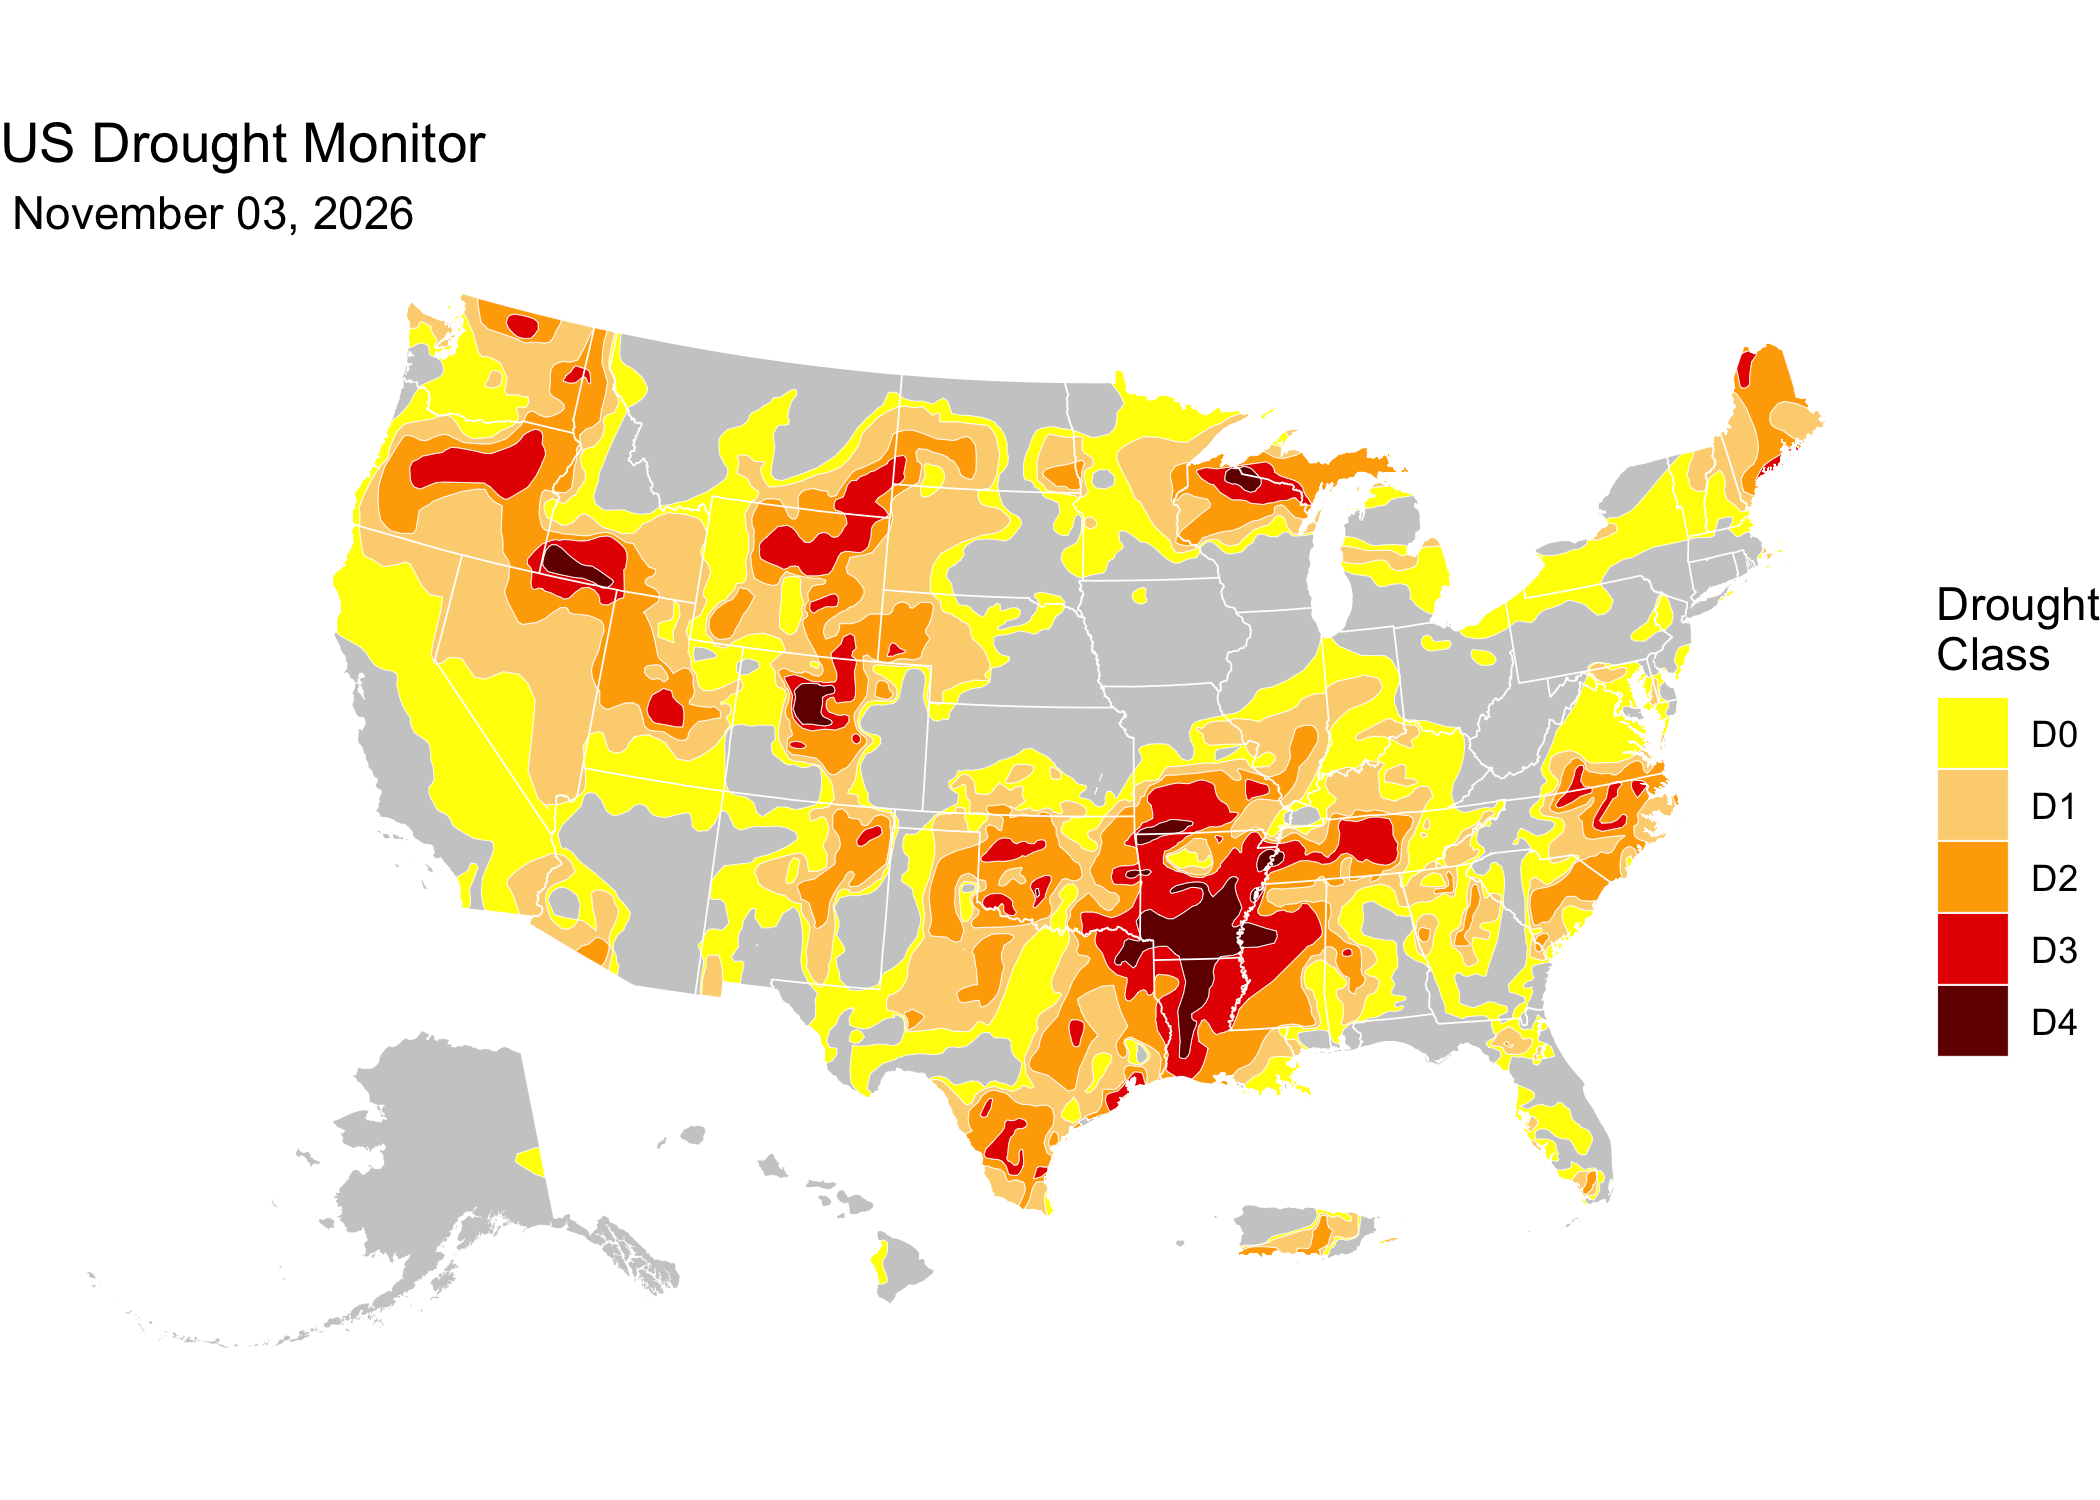 US Drought Monitor
November 03, 2026
Drought
Class
D0
D1
D2
D3
D4